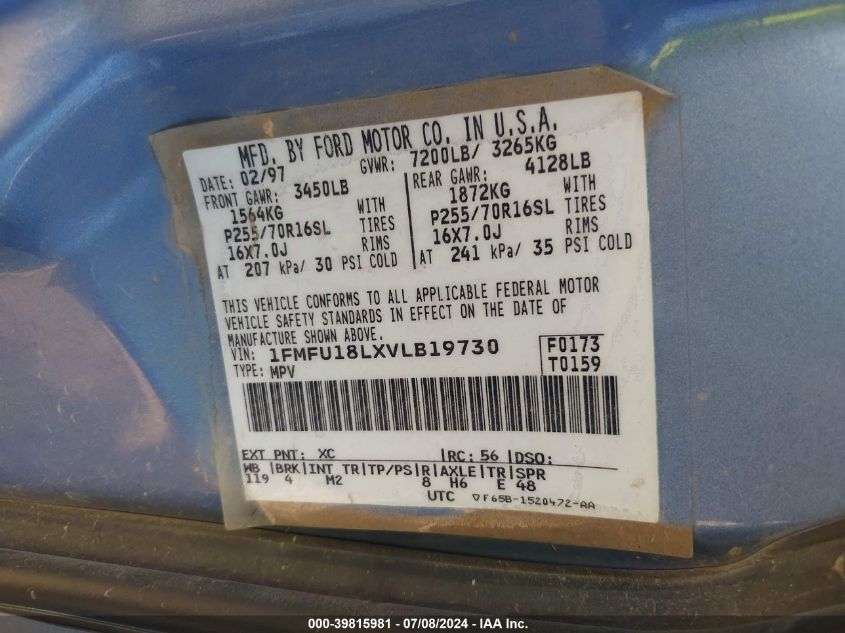 MFD. BY FORD MOTOR CO. IN U.S.A.
DATE: 02/97 GVWR: 7200LB/ 3265KG
FRONT GAWR: 3450LB REAR GAWR: 4128LB
1564KG WITH 1872KG WITH
P255/70R16SL TIRES P255/70R16SL TIRES
16X7.0J RIMS 16X7.0J RIMS
AT 207 kPa/ 30 PSI COLD AT 241 kPa/ 35 PSI COLD
THIS VEHICLE CONFORMS TO ALL APPLICABLE FEDERAL MOTOR
VEHICLE SAFETY STANDARDS IN EFFECT ON THE DATE OF
MANUFACTURE SHOWN ABOVE.
VIN: 1FMFU18LXVLB19730 F0173
TYPE: MPV T0159
EXT PNT: XC RC: 56 DSO:
WB BRK INT TR TP/PS R AXLE TR SPR
119 4 M2 8 H6 E 48
UTC ▽F65B-1520472-AA
000-39815981 - 07/08/2024 - IAA Inc.